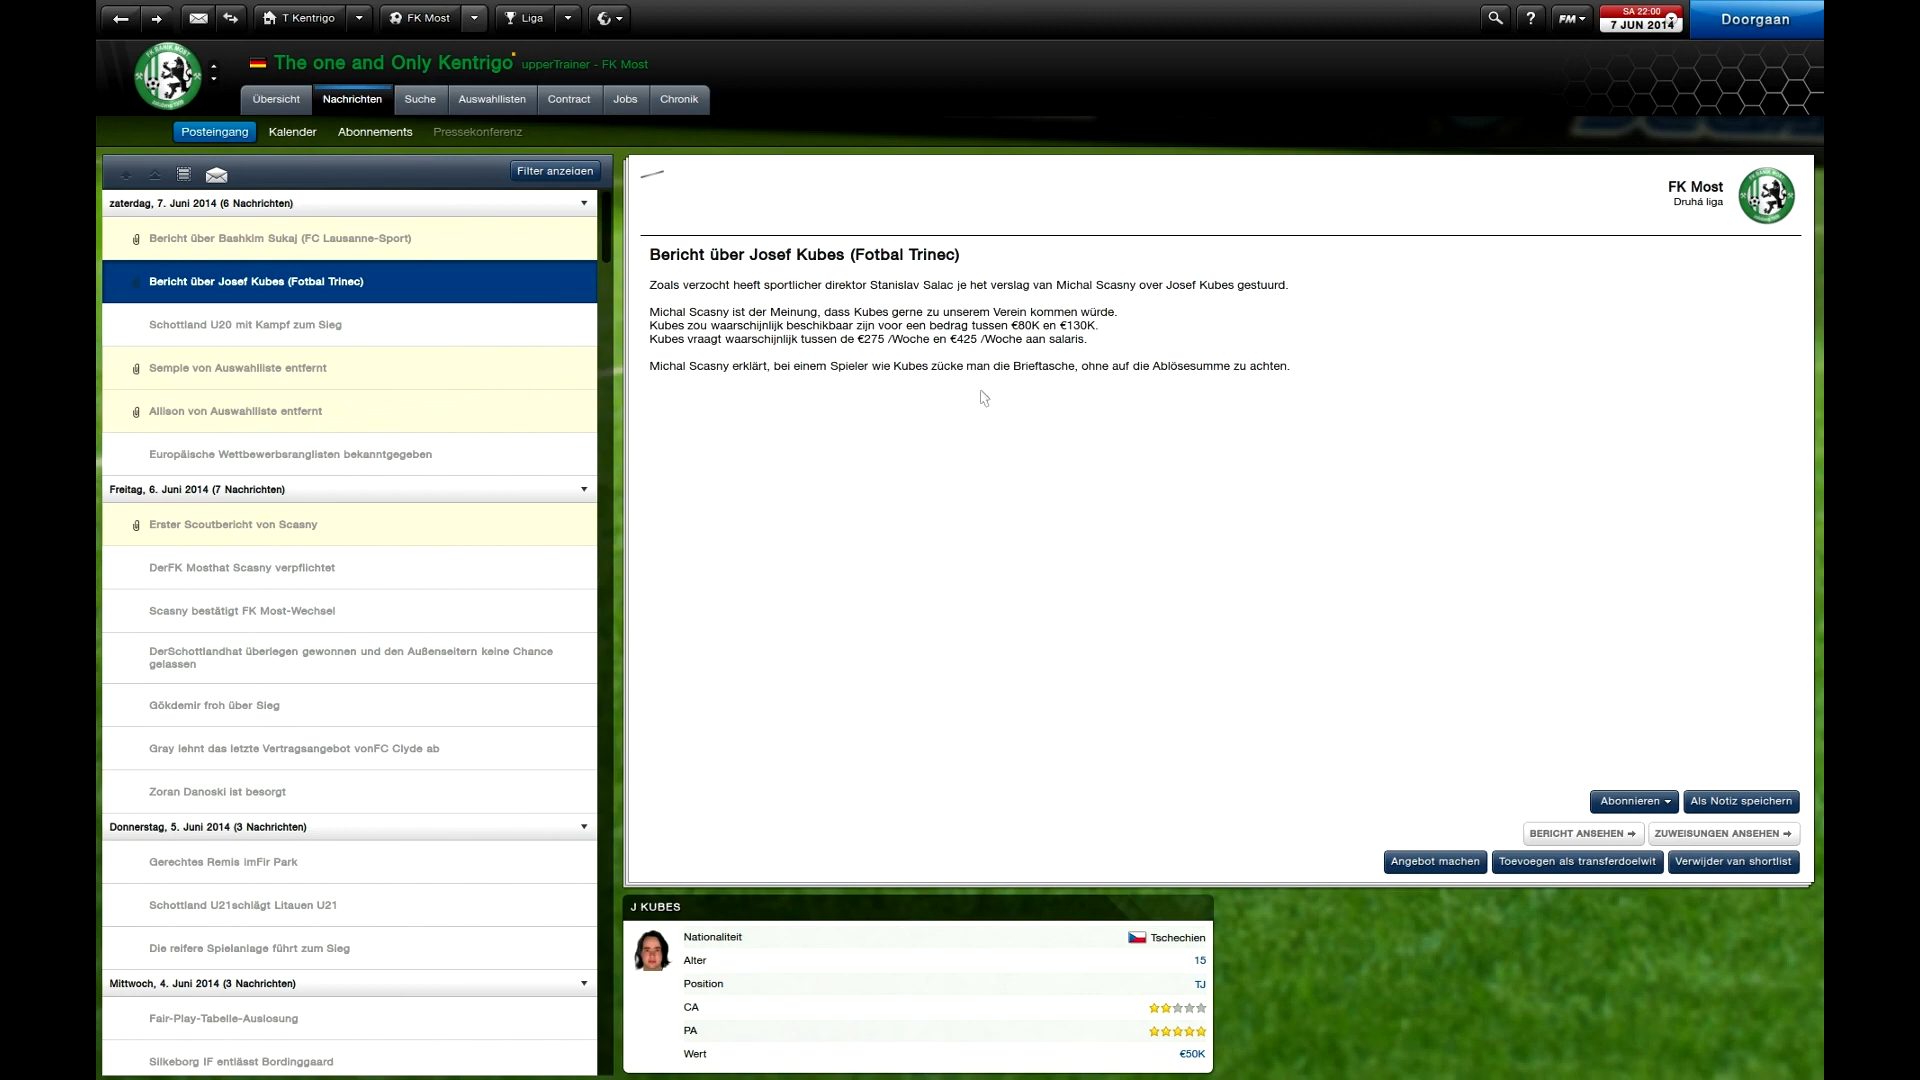 T Kentrigo
FK Most
Liga
?
FM
SA 22:00
7 JUN 2014
Doorgaan
The one and Only Kentrigo
upperTrainer - FK Most
Übersicht
Nachrichten
Suche
Auswahllisten
Contract
Jobs
Chronik
Posteingang
Kalender
Abonnements
Pressekonferenz
Filter anzeigen
zaterdag, 7. Juni 2014 (6 Nachrichten)
Bericht über Bashkim Sukaj (FC Lausanne-Sport)
Bericht über Josef Kubes (Fotbal Trinec)
Schottland U20 mit Kampf zum Sieg
Semple von Auswahlliste entfernt
Allison von Auswahlliste entfernt
Europäische Wettbewerbsranglisten bekanntgegeben
Freitag, 6. Juni 2014 (7 Nachrichten)
Erster Scoutbericht von Scasny
DerFK Mosthat Scasny verpflichtet
Scasny bestätigt FK Most-Wechsel
DerSchottlandhat überlegen gewonnen und den Außenseitern keine Chance
gelassen
Gökdemir froh über Sieg
Gray lehnt das letzte Vertragsangebot vonFC Clyde ab
Zoran Danoski ist besorgt
Donnerstag, 5. Juni 2014 (3 Nachrichten)
Gerechtes Remis imFir Park
Schottland U21schlägt Litauen U21
Die reifere Spielanlage führt zum Sieg
Mittwoch, 4. Juni 2014 (3 Nachrichten)
Fair-Play-Tabelle-Auslosung
Silkeborg IF entlässt Bordinggaard
FK Most
Druhá liga
Bericht über Josef Kubes (Fotbal Trinec)
Zoals verzocht heeft sportlicher direktor Stanislav Salac je het verslag van Michal Scasny over Josef Kubes gestuurd.
Michal Scasny ist der Meinung, dass Kubes gerne zu unserem Verein kommen würde.
Kubes zou waarschijnlijk beschikbaar zijn voor een bedrag tussen €80K en €130K.
Kubes vraagt waarschijnlijk tussen de €275 /Woche en €425 /Woche aan salaris.
Michal Scasny erklärt, bei einem Spieler wie Kubes zücke man die Brieftasche, ohne auf die Ablösesumme zu achten.
Abonnieren
Als Notiz speichern
BERICHT ANSEHEN
ZUWEISUNGEN ANSEHEN
Angebot machen
Toevoegen als transferdoelwit
Verwijder van shortlist
J KUBES
Nationaliteit Tschechien
Alter 15
Position TJ
CA
PA
Wert €50K